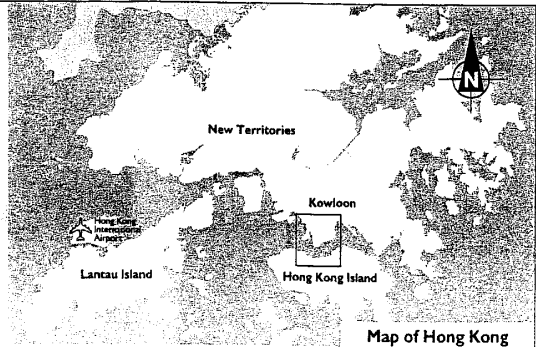 N
New Territories
Kowloon
Hong Kong
International
Airport
Lantau Island
Hong Kong Island
Map of Hong Kong